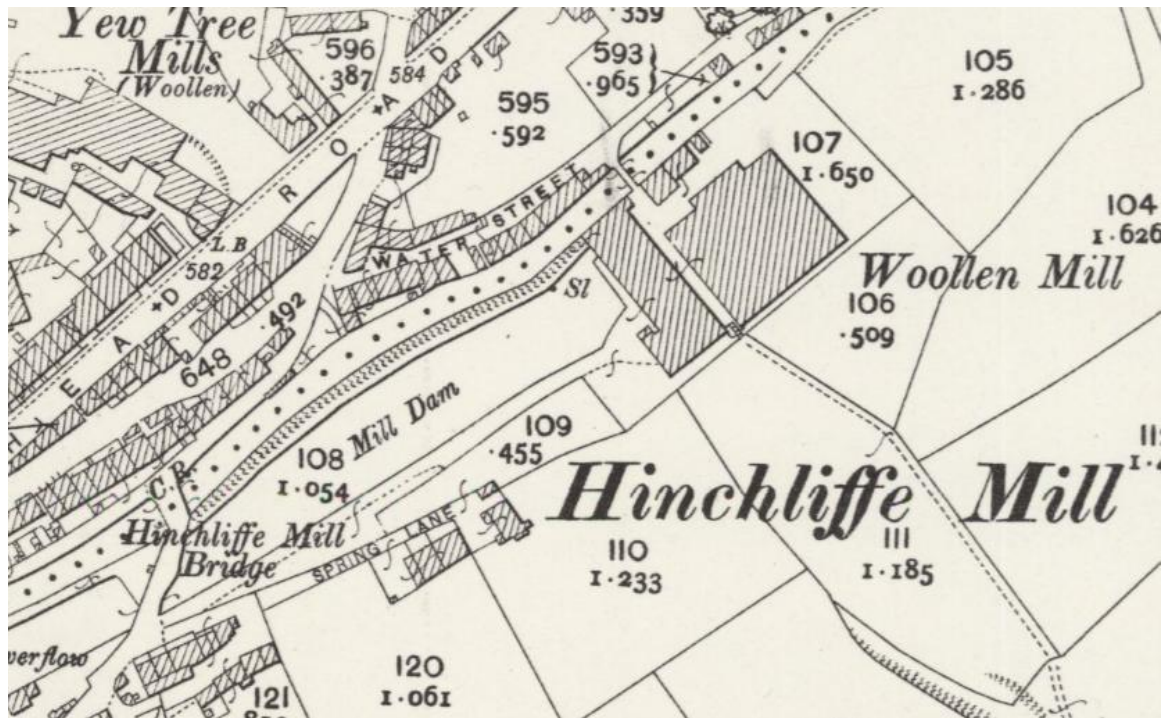 Yew Tree
Mills
(Woollen)
596
·387
584
593
·965
·359
595
·592
105
1·286
107
1·650
104
1·626
ROAD
WATER STREET
L.B
582
·492
648
Sl
Woollen Mill
106
·509
Mill Dam
108
1·054
109
·455
C.R.
Hinchliffe Mill
Bridge
SPRING LANE
Hinchliffe Mill
110
1·233
111
1·185
120
1·061
121